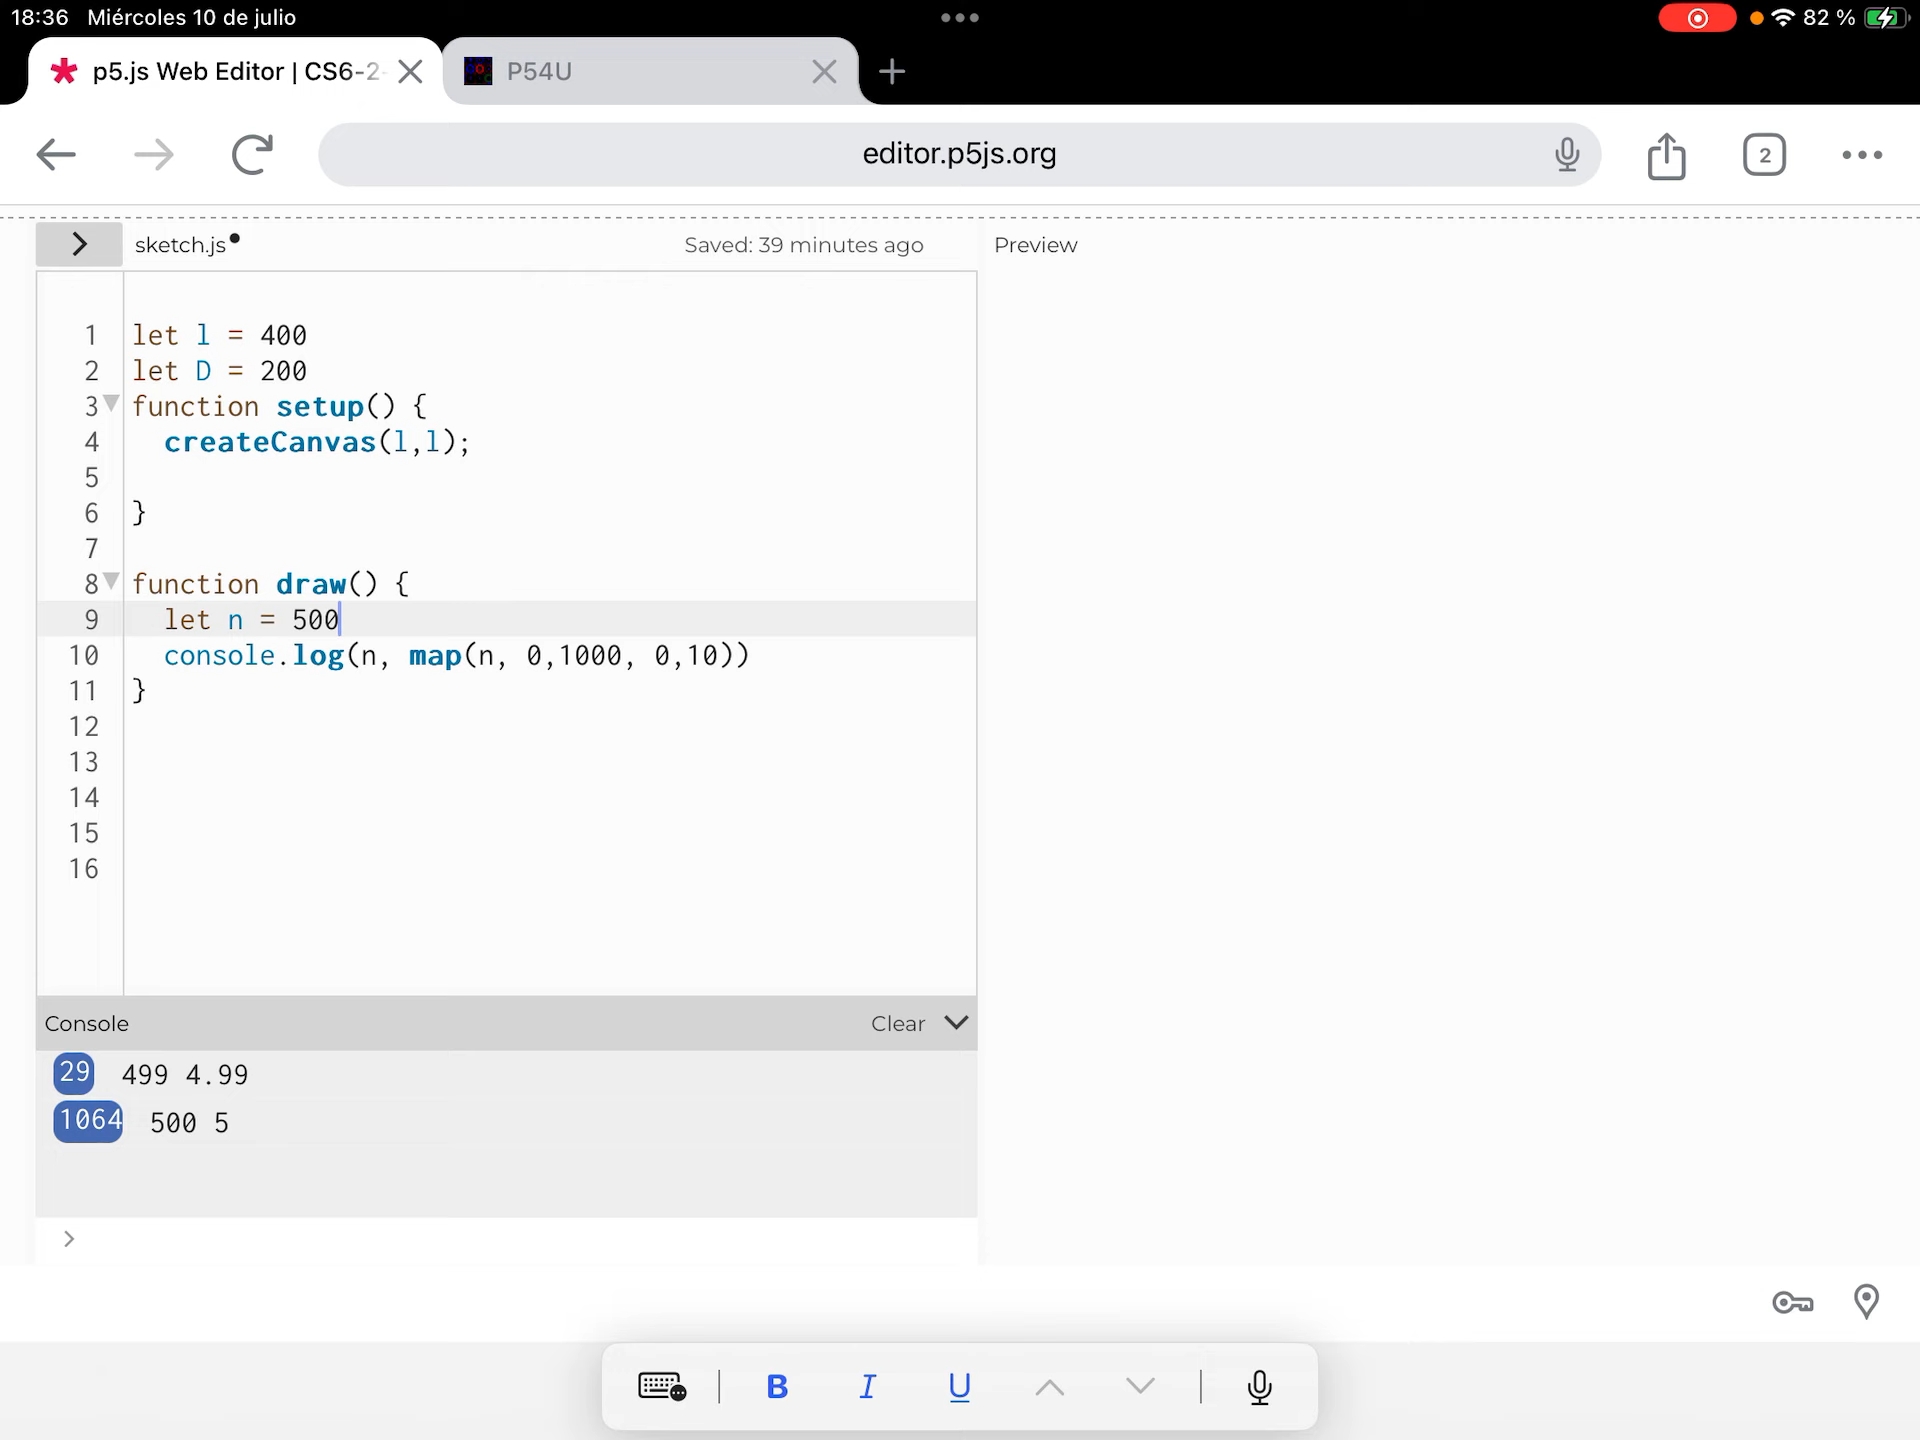 18:36 Miércoles 10 de julio
82 %
p5.js Web Editor | CS6-2-
P54U
editor.p5js.org
2
sketch.js
Saved: 39 minutes ago
Preview
1 let l = 400
2 let D = 200
3 function setup() {
4 createCanvas(l,l);
5
6 }
7
8 function draw() {
9 let n = 500
10 console.log(n, map(n, 0,1000, 0,10))
11 }
12
13
14
15
16
Console
Clear
29 499 4.99
1064 500 5
>
B I U